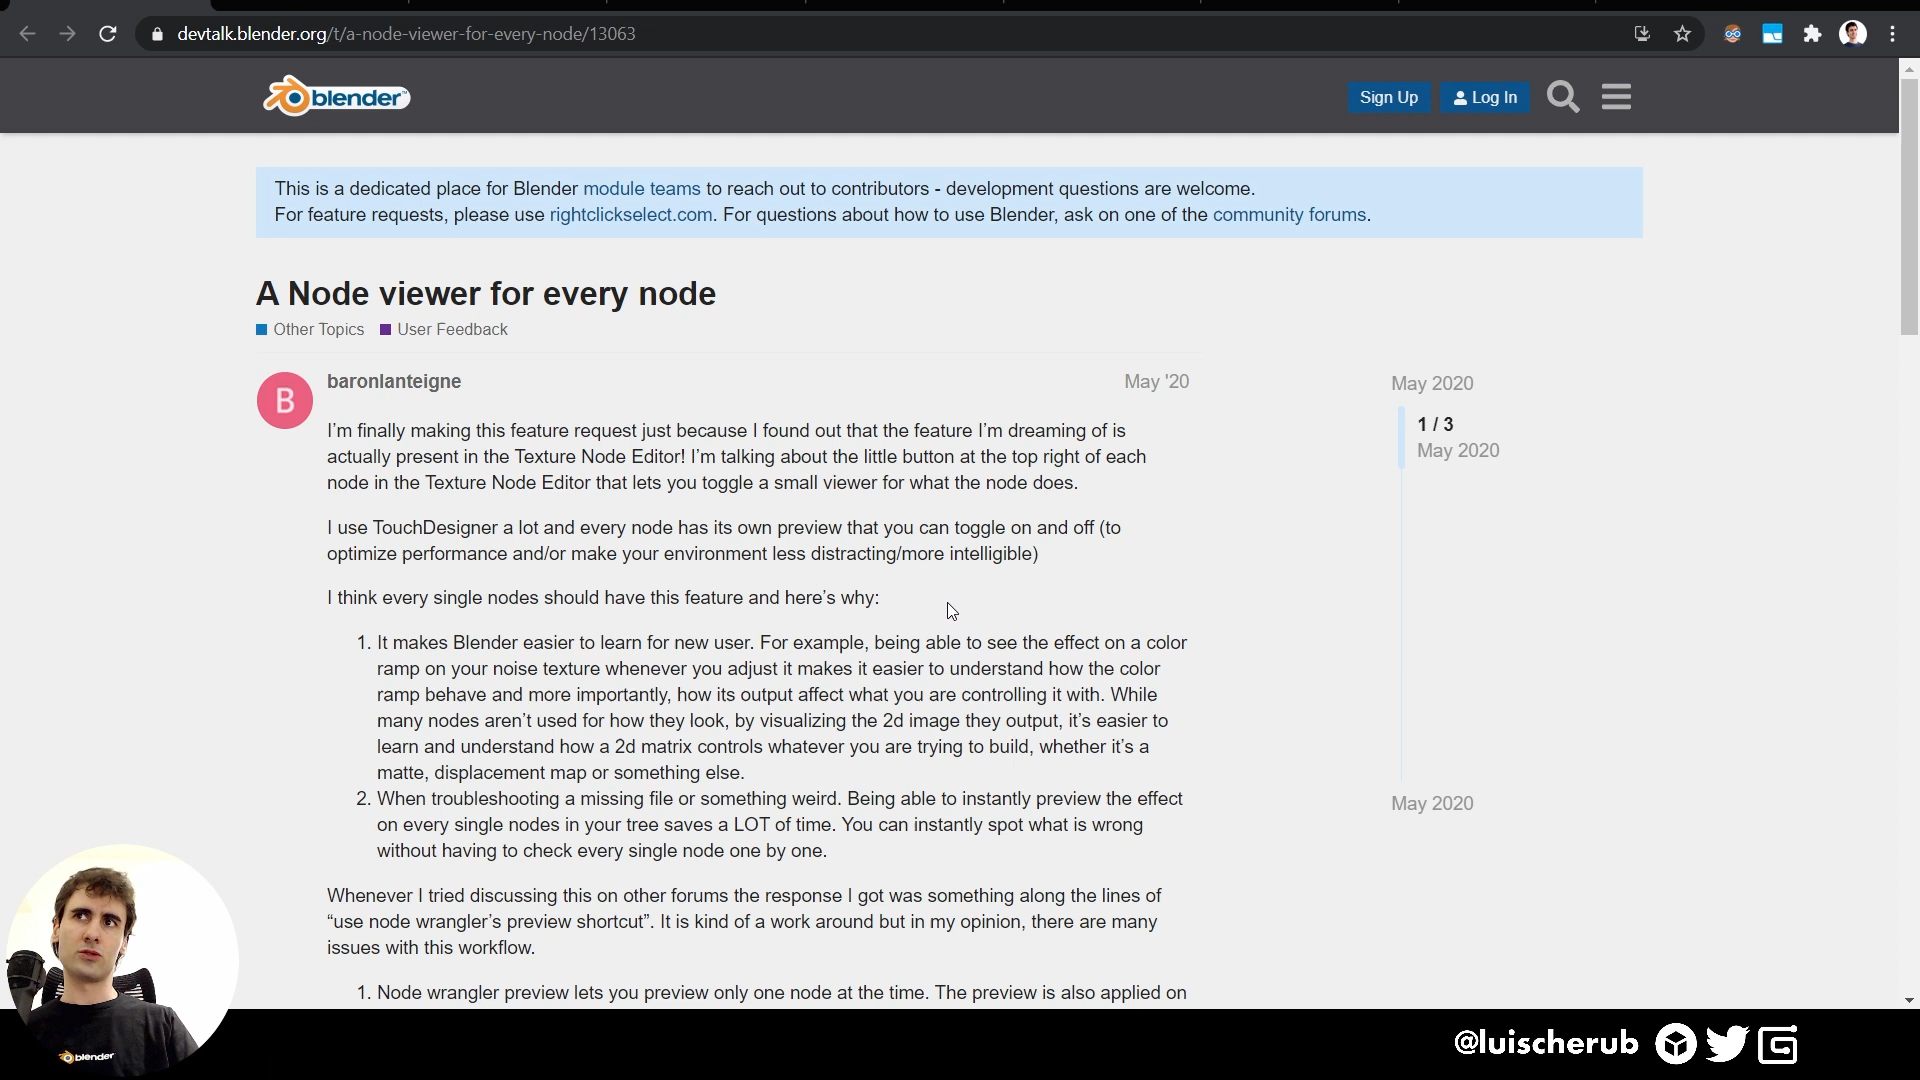 devtalk.blender.org/t/a-node-viewer-for-every-node/13063
blender™
Sign Up
Log In
This is a dedicated place for Blender module teams to reach out to contributors - development questions are welcome.
For feature requests, please use rightclickselect.com. For questions about how to use Blender, ask on one of the community forums.
A Node viewer for every node
Other Topics
User Feedback
B
baronlanteigne
May '20
I'm finally making this feature request just because I found out that the feature I'm dreaming of is
actually present in the Texture Node Editor! I'm talking about the little button at the top right of each
node in the Texture Node Editor that lets you toggle a small viewer for what the node does.
I use TouchDesigner a lot and every node has its own preview that you can toggle on and off (to
optimize performance and/or make your environment less distracting/more intelligible)
I think every single nodes should have this feature and here's why:
1. It makes Blender easier to learn for new user. For example, being able to see the effect on a color
ramp on your noise texture whenever you adjust it makes it easier to understand how the color
ramp behave and more importantly, how its output affect what you are controlling it with. While
many nodes aren't used for how they look, by visualizing the 2d image they output, it's easier to
learn and understand how a 2d matrix controls whatever you are trying to build, whether it's a
matte, displacement map or something else.
2. When troubleshooting a missing file or something weird. Being able to instantly preview the effect
on every single nodes in your tree saves a LOT of time. You can instantly spot what is wrong
without having to check every single node one by one.
Whenever I tried discussing this on other forums the response I got was something along the lines of
“use node wrangler's preview shortcut”. It is kind of a work around but in my opinion, there are many
issues with this workflow.
1. Node wrangler preview lets you preview only one node at the time. The preview is also applied on
May 2020
1 / 3
May 2020
May 2020
blender
@luischerub